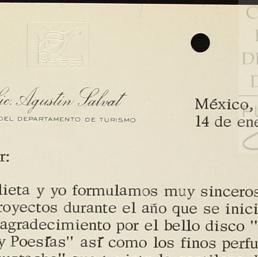 ic. Agustín Salvat
DEL DEPARTAMENTO DE TURISMO
México,
14 de ene
r:
lieta y yo formulamos muy sinceros
royectos durante el año que se inici
agradecimiento por el bello disco "
y Poesías" así como los finos perfu